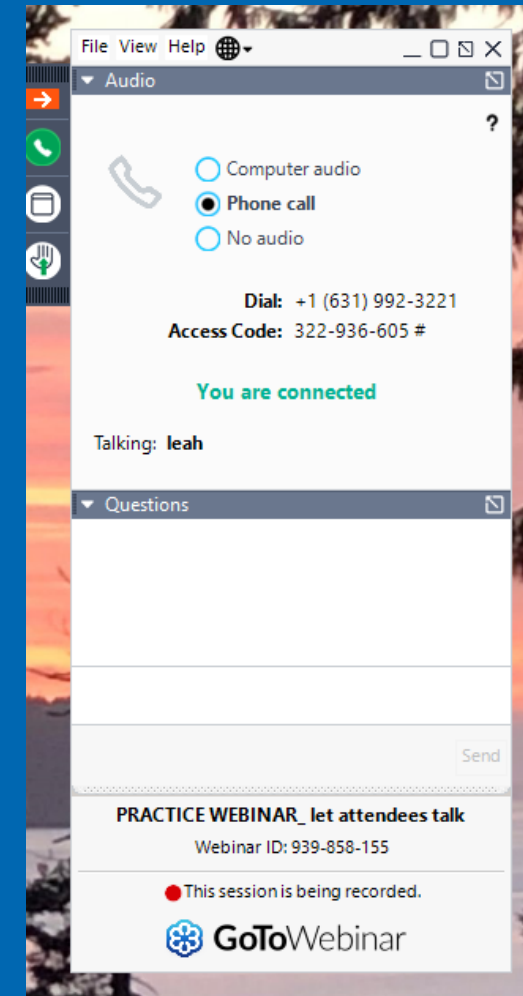 File View Help
Audio
?
Computer audio
Phone call
No audio
Dial: +1 (631) 992-3221
Access Code: 322-936-605 #
You are connected
Talking: leah
Questions
Send
PRACTICE WEBINAR_ let attendees talk
Webinar ID: 939-858-155
This session is being recorded.
GoToWebinar